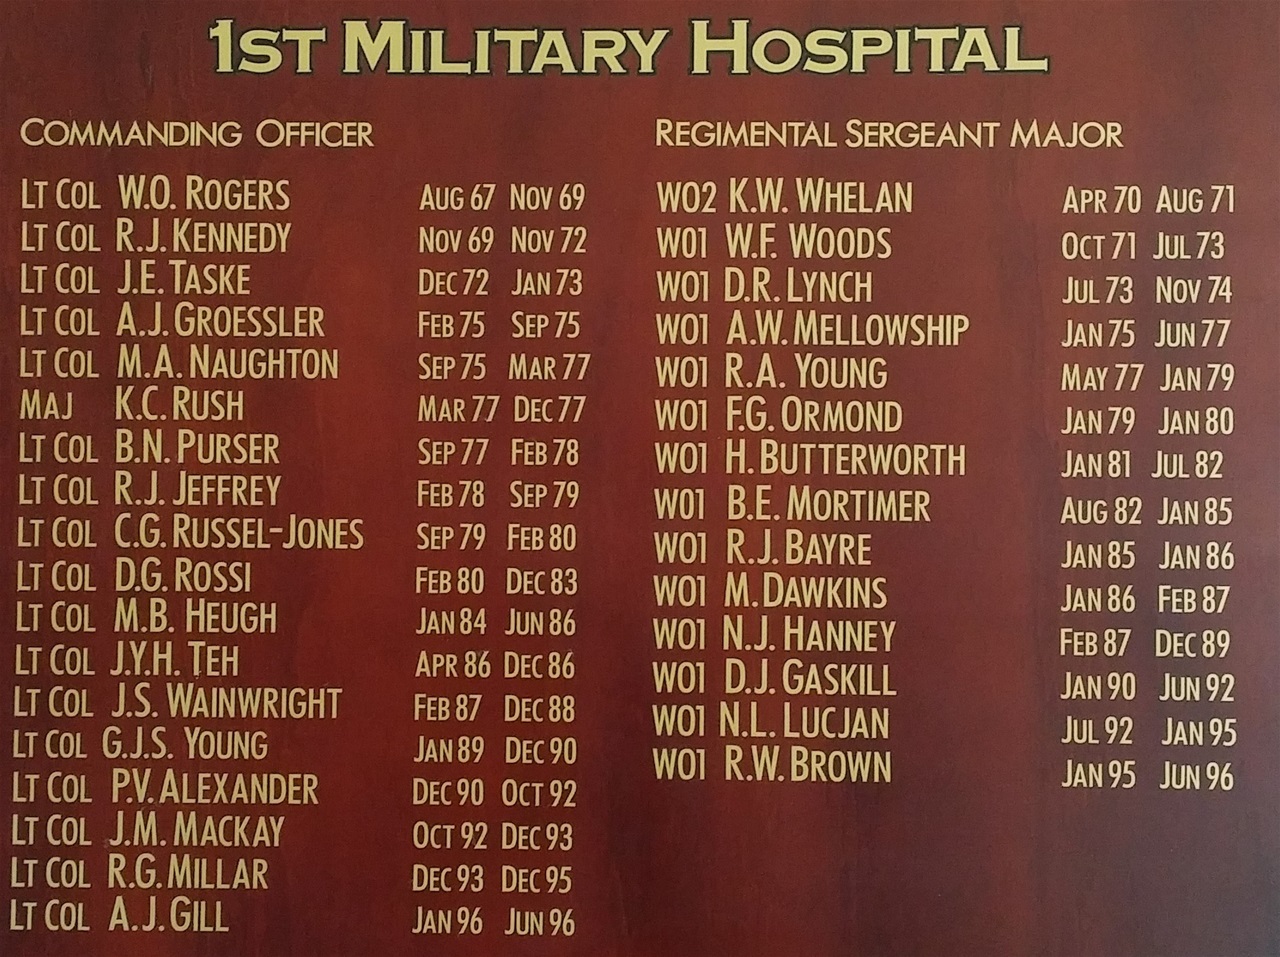 1ST MILITARY HOSPITAL
COMMANDING OFFICER
LT COL W.O. ROGERS AUG 67 NOV 69
LT COL R.J. KENNEDY NOV 69 NOV 72
LT COL J.E. TASKE DEC 72 JAN 73
LT COL A.J. GROESSLER FEB 75 SEP 75
LT COL M.A. NAUGHTON SEP 75 MAR 77
MAJ K.C. RUSH MAR 77 DEC 77
LT COL B.N. PURSER SEP 77 FEB 78
LT COL R.J. JEFFREY FEB 78 SEP 79
LT COL C.G. RUSSEL-JONES SEP 79 FEB 80
LT COL D.G. ROSSI FEB 80 DEC 83
LT COL M.B. HEUGH JAN 84 JUN 86
LT COL J.Y.H. TEH APR 86 DEC 86
LT COL J.S. WAINWRIGHT FEB 87 DEC 88
LT COL G.J.S. YOUNG JAN 89 DEC 90
LT COL P.V. ALEXANDER DEC 90 OCT 92
LT COL J.M. MACKAY OCT 92 DEC 93
LT COL R.G. MILLAR DEC 93 DEC 95
LT COL A.J. GILL JAN 96 JUN 96
REGIMENTAL SERGEANT MAJOR
WO2 K.W. WHELAN APR 70 AUG 71
WO1 W.F. WOODS OCT 71 JUL 73
WO1 D.R. LYNCH JUL 73 NOV 74
WO1 A.W. MELLOWSHIP JAN 75 JUN 77
WO1 R.A. YOUNG MAY 77 JAN 79
WO1 F.G. ORMOND JAN 79 JAN 80
WO1 H. BUTTERWORTH JAN 81 JUL 82
WO1 B.E. MORTIMER AUG 82 JAN 85
WO1 R.J. BAYRE JAN 85 JAN 86
WO1 M. DAWKINS JAN 86 FEB 87
WO1 N.J. HANNEY FEB 87 DEC 89
WO1 D.J. GASKILL JAN 90 JUN 92
WO1 N.L. LUCJAN JUL 92 JAN 95
WO1 R.W. BROWN JAN 95 JUN 96